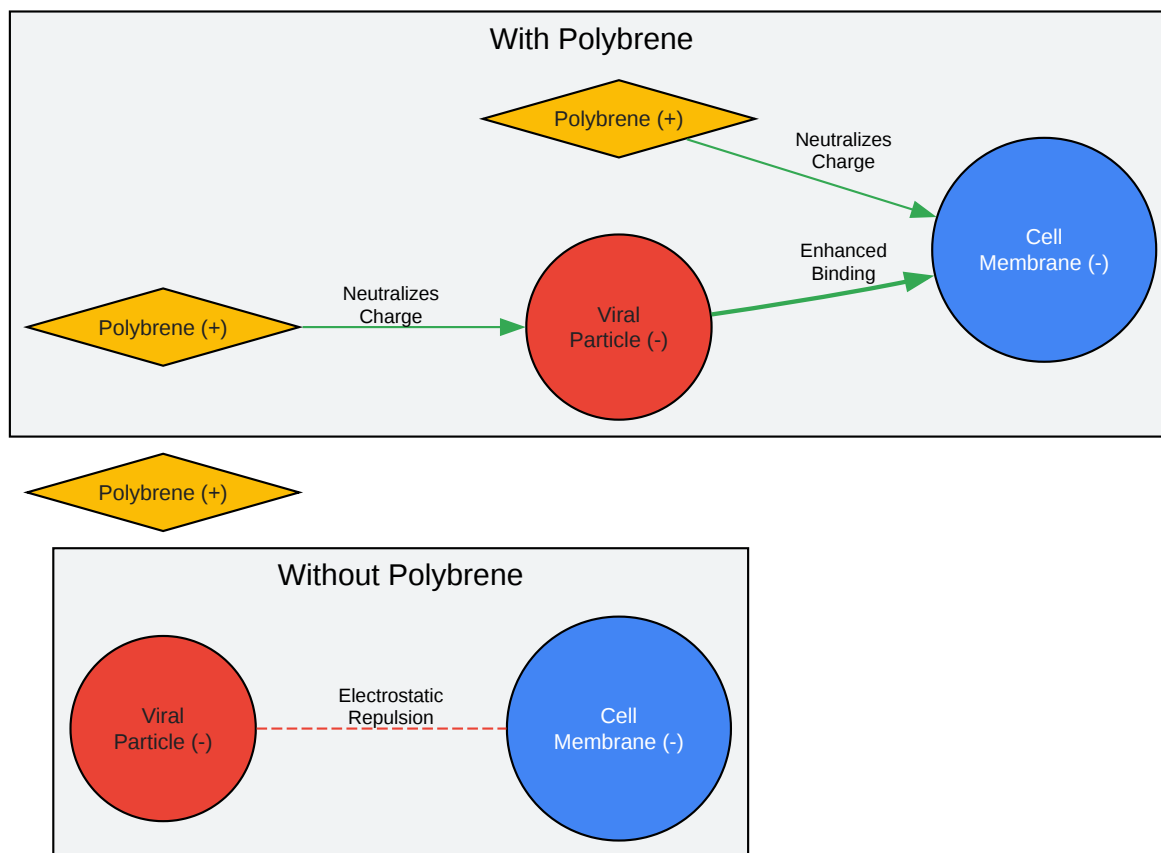 With Polybrene
Polybrene (+)
Neutralizes
Charge
Cell
Membrane (-)
Enhanced
Binding
Polybrene (+)
Neutralizes
Charge
Viral
Particle (-)
Polybrene (+)
Without Polybrene
Viral
Particle (-)
Electrostatic
Repulsion
Cell
Membrane (-)